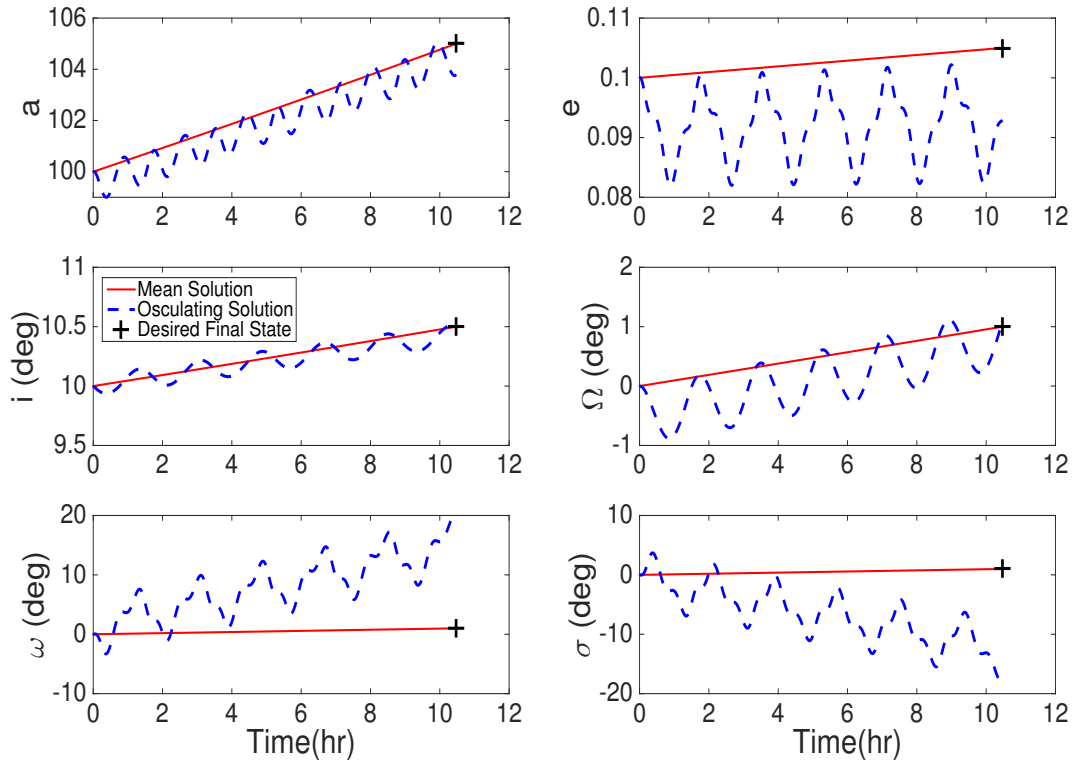 106
104
102
100
a
0 2 4 6 8 10 12
0.11
0.1
0.09
0.08
e
0 2 4 6 8 10 12
11
10.5
10
9.5
i (deg)
Mean Solution
Osculating Solution
Desired Final State
0 2 4 6 8 10 12
2
1
0
-1
Ω (deg)
0 2 4 6 8 10 12
20
10
0
-10
ω (deg)
0 2 4 6 8 10 12
Time(hr)
10
0
-10
-20
σ (deg)
0 2 4 6 8 10 12
Time(hr)